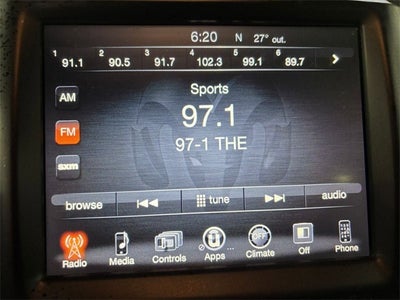 6:20 N 27° out.
1 2 3 4 5 6
91.1 90.5 91.7 102.3 99.1 89.7
AM
Sports
97.1
FM
97-1 THE
sxm
browse tune audio
Radio Media Controls Apps OFF Climate Off Phone